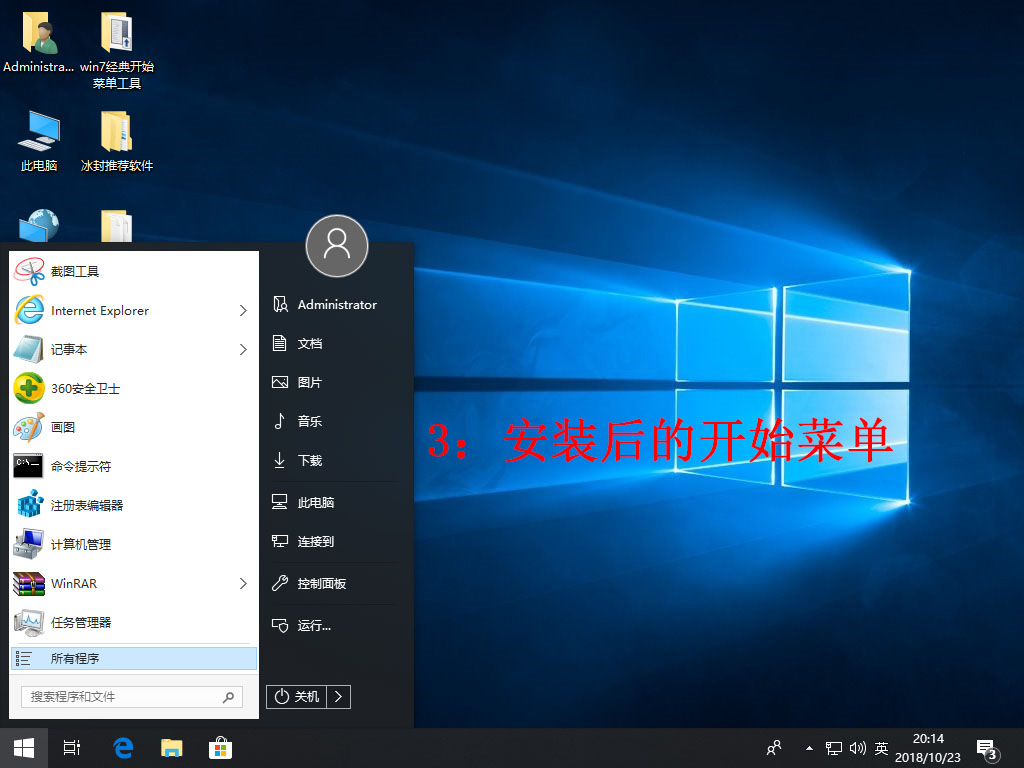 Administra...
win7经典开始
菜单工具
此电脑
冰封推荐软件
截图工具
Internet Explorer
记事本
360安全卫士
画图
命令提示符
注册表编辑器
计算机管理
WinRAR
任务管理器
所有程序
搜索程序和文件
Administrator
文档
图片
音乐
下载
此电脑
连接到
控制面板
运行...
关机
3：安装后的开始菜单
英
20:14
2018/10/23
3